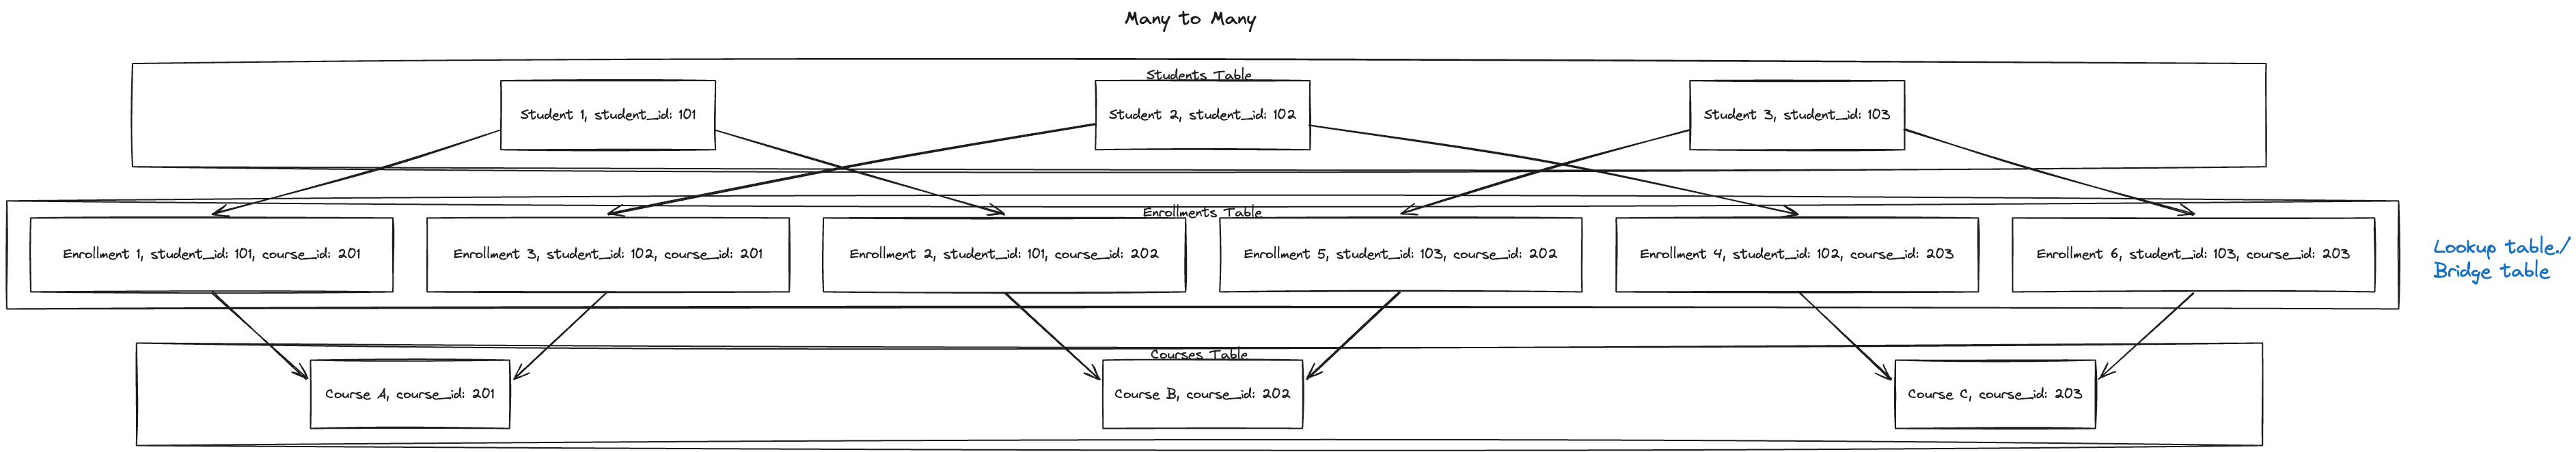 Many to Many
Students Table
Student 1, student_id: 101
Student 2, student_id: 102
Student 3, student_id: 103
Enrollments Table
Enrollment 1, student_id: 101, course_id: 201
Enrollment 3, student_id: 102, course_id: 201
Enrollment 2, student_id: 101, course_id: 202
Enrollment 5, student_id: 103, course_id: 202
Enrollment 4, student_id: 102, course_id: 203
Enrollment 6, student_id: 103, course_id: 203
Lookup table./
Bridge table
Courses Table
Course A, course_id: 201
Course B, course_id: 202
Course C, course_id: 203